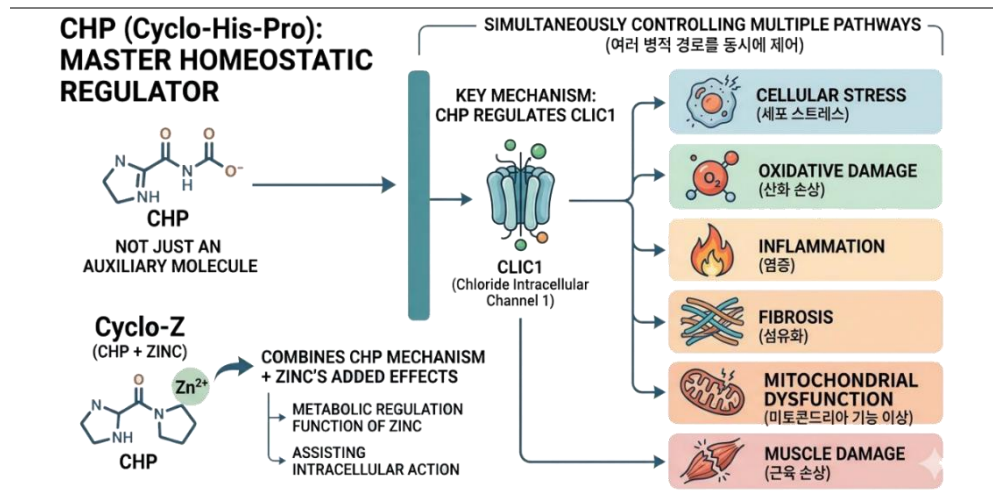 CHP (Cyclo-His-Pro):
MASTER HOMEOSTATIC
REGULATOR
N
NH
O
N
H
O
O⁻
CHP
NOT JUST AN
AUXILIARY MOLECULE
Cyclo-Z
(CHP + ZINC)
N
NH
O
N
Zn²⁺
CHP
COMBINES CHP MECHANISM
+ ZINC'S ADDED EFFECTS
METABOLIC REGULATION
FUNCTION OF ZINC
ASSISTING
INTRACELLULAR ACTION
SIMULTANEOUSLY CONTROLLING MULTIPLE PATHWAYS
(여러 병적 경로를 동시에 제어)
KEY MECHANISM:
CHP REGULATES CLIC1
CLIC1
(Chloride Intracellular
Channel 1)
CELLULAR STRESS
(세포 스트레스)
O₂
OXIDATIVE DAMAGE
(산화 손상)
INFLAMMATION
(염증)
FIBROSIS
(섬유화)
MITOCHONDRIAL
DYSFUNCTION
(미토콘드리아 기능 이상)
MUSCLE DAMAGE
(근육 손상)